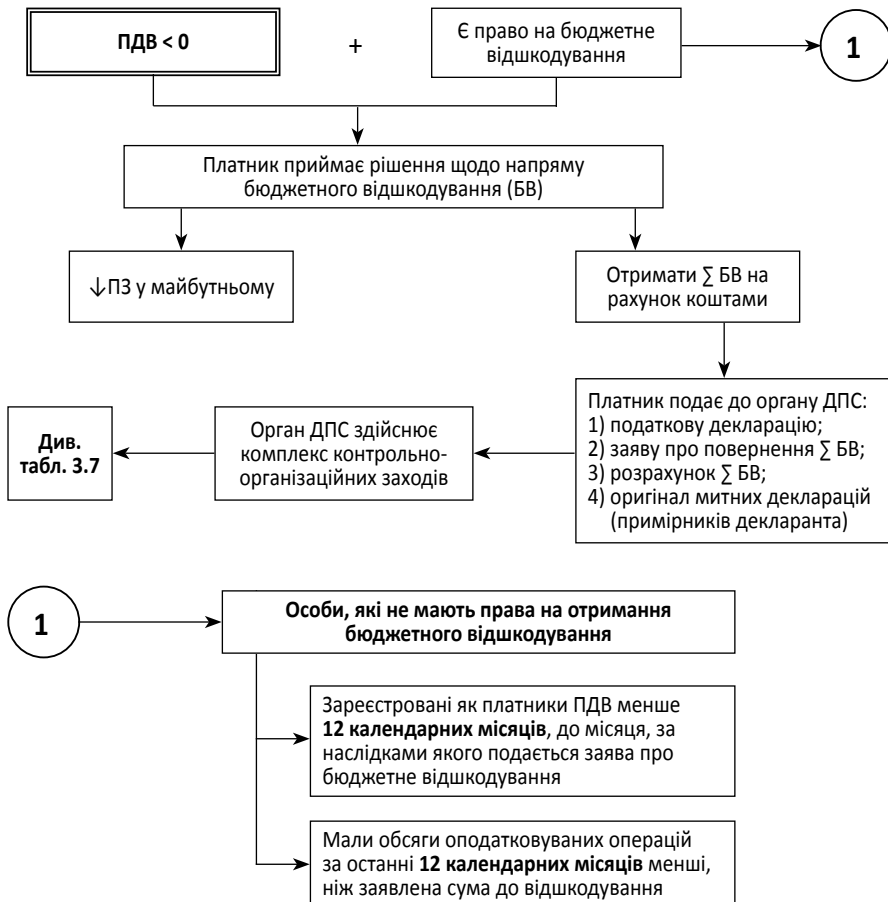 ПДВ < 0
+
Є право на бюджетне
відшкодування
1
Платник приймає рішення щодо напряму
бюджетного відшкодування (БВ)
↓ПЗ у майбутньому
Отримати ∑ БВ на
рахунок коштами
Платник подає до органу ДПС:
1) податкову декларацію;
2) заяву про повернення ∑ БВ;
3) розрахунок ∑ БВ;
4) оригінал митних декларацій
(примірників декларанта)
Орган ДПС здійснює
комплекс контрольно-
організаційних заходів
Див.
табл. 3.7
1
Особи, які не мають права на отримання
бюджетного відшкодування
Зареєстровані як платники ПДВ менше
12 календарних місяців, до місяця, за
наслідками якого подається заява про
бюджетне відшкодування
Мали обсяги оподатковуваних операцій
за останні 12 календарних місяців менші,
ніж заявлена сума до відшкодування